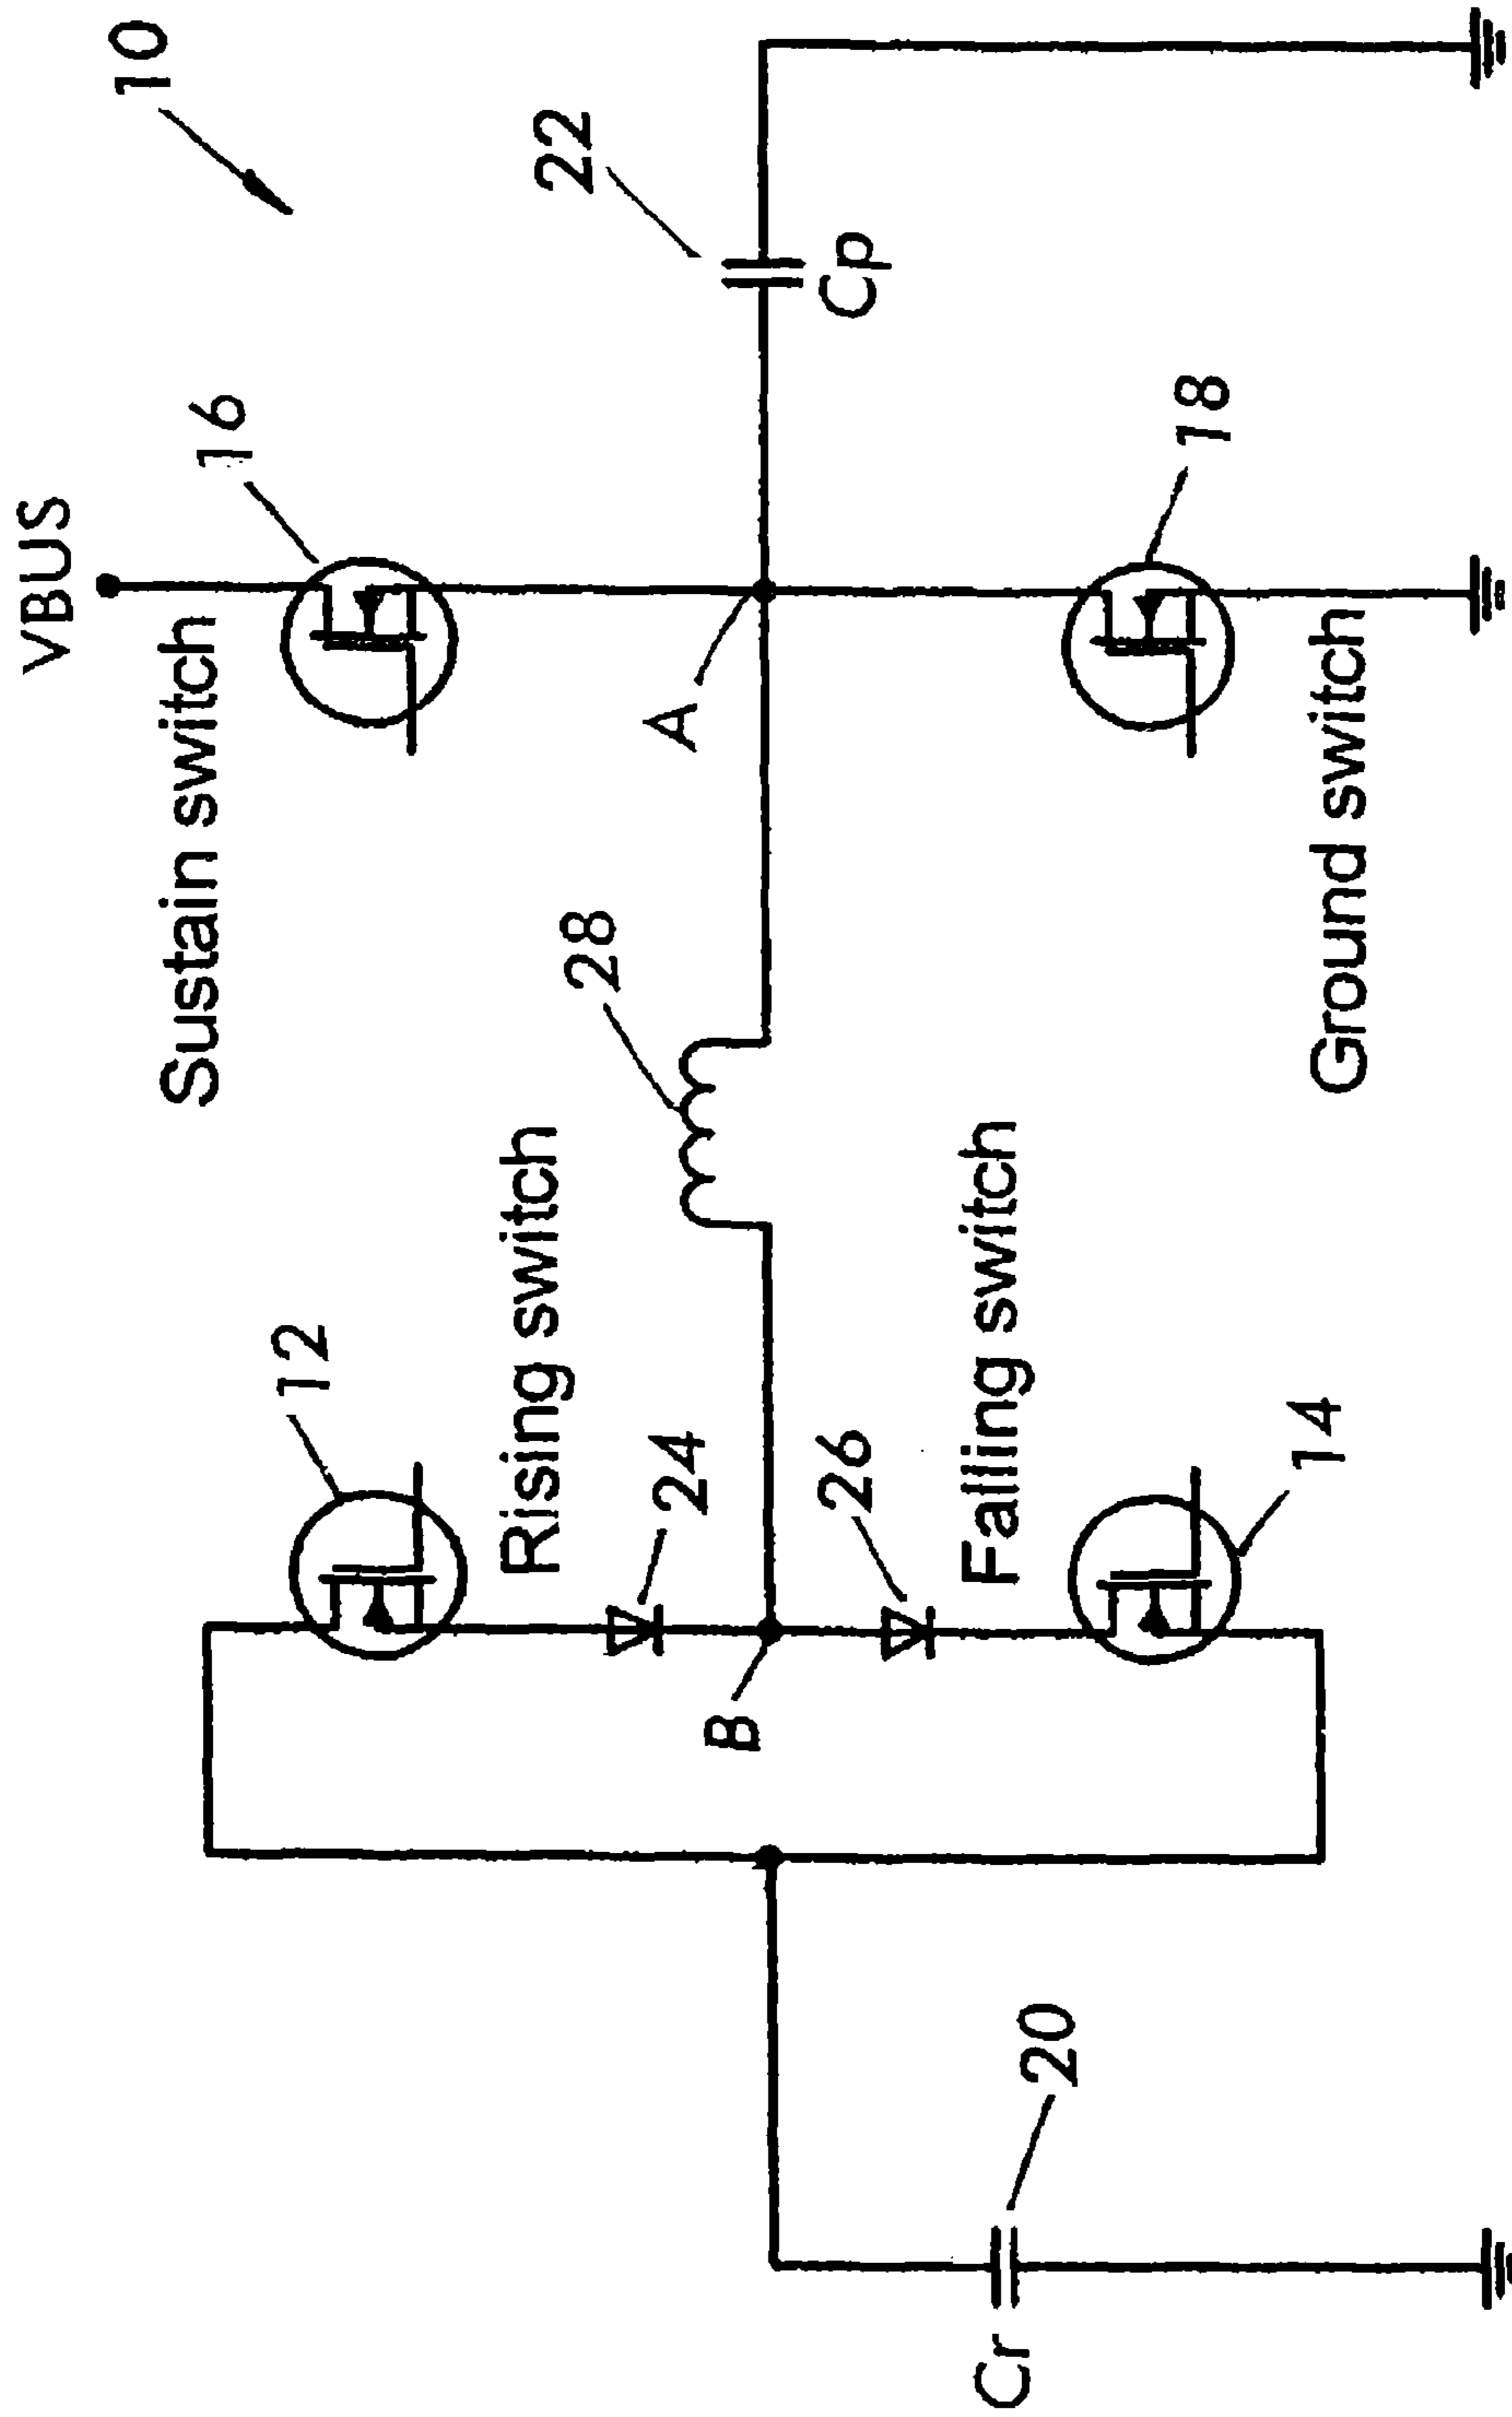 10
VBUS
Sustain switch
16
12
Rising switch
28
22
Cp
A
24
B
26
Falling switch
14
18
Ground switch
20
Cr